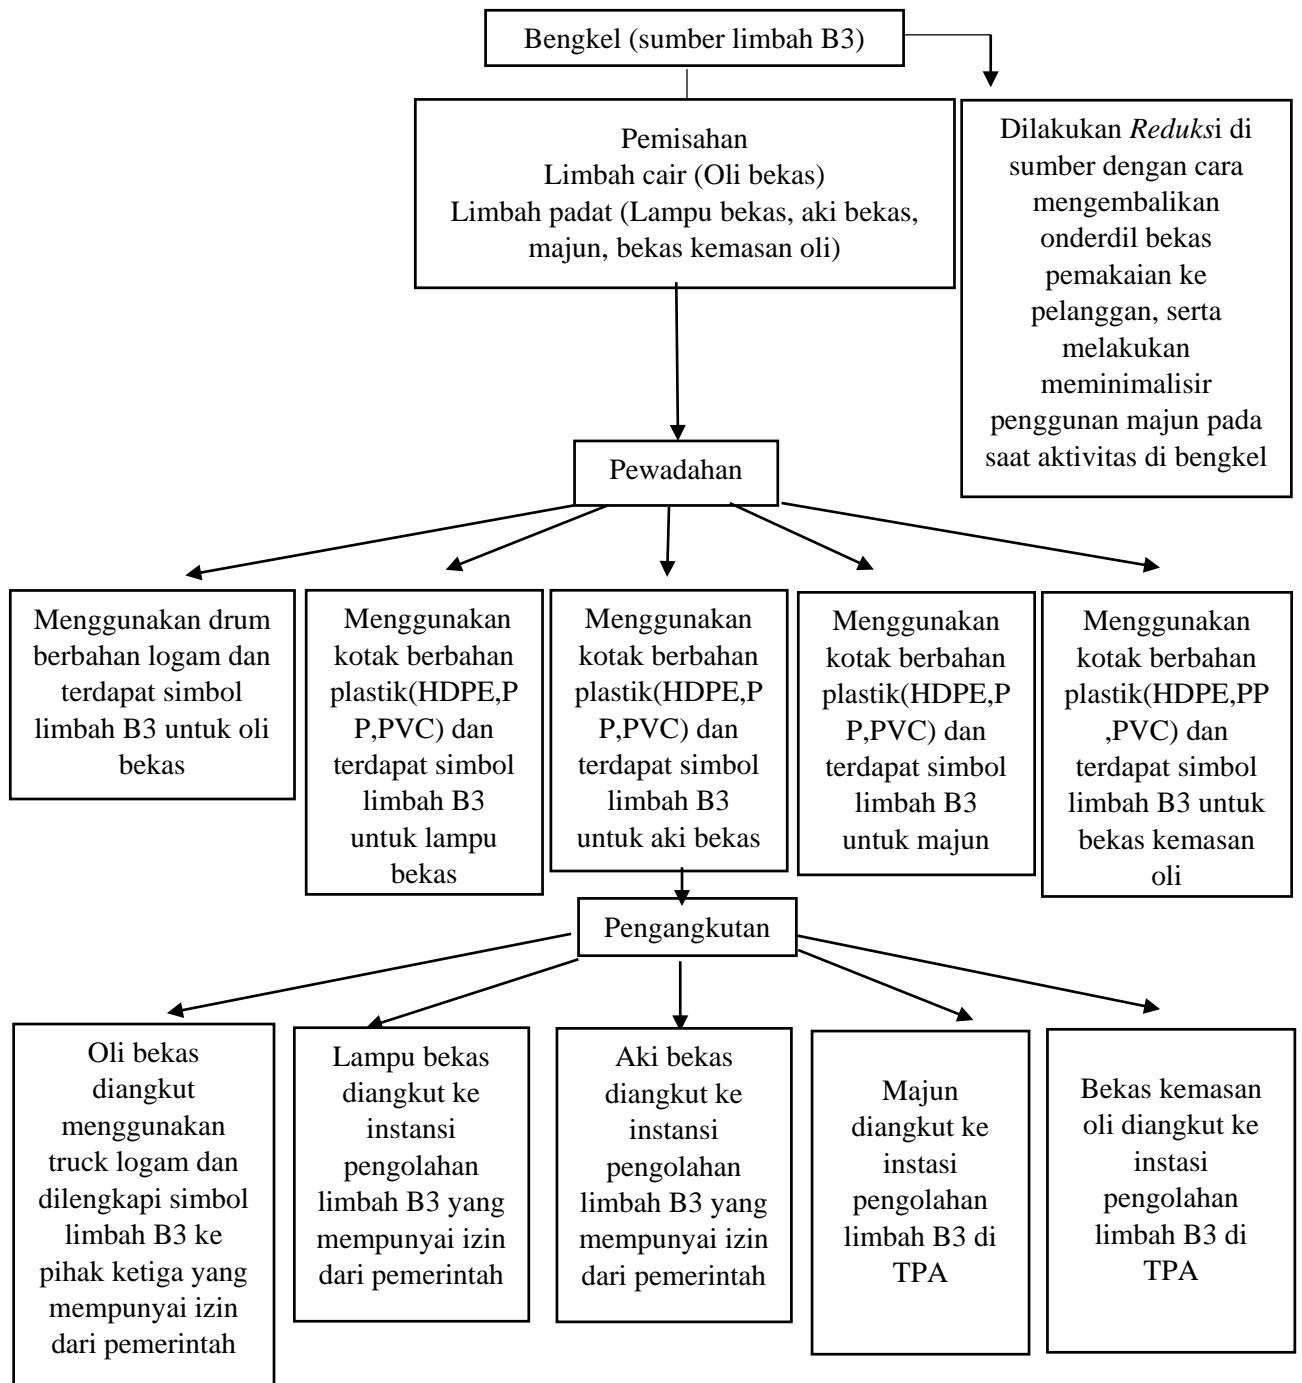 Bengkel (sumber limbah B3)
Pemisahan
Limbah cair (Oli bekas)
Limbah padat (Lampu bekas, aki bekas,
majun, bekas kemasan oli)
Dilakukan Reduksi di
sumber dengan cara
mengembalikan
onderdil bekas
pemakaian ke
pelanggan, serta
melakukan
meminimalisir
penggunan majun pada
saat aktivitas di bengkel
Pewadahan
Menggunakan drum
berbahan logam dan
terdapat simbol
limbah B3 untuk oli
bekas
Menggunakan
kotak berbahan
plastik(HDPE,P
P,PVC) dan
terdapat simbol
limbah B3
untuk lampu
bekas
Menggunakan
kotak berbahan
plastik(HDPE,P
P,PVC) dan
terdapat simbol
limbah B3
untuk aki bekas
Menggunakan
kotak berbahan
plastik(HDPE,P
P,PVC) dan
terdapat simbol
limbah B3
untuk majun
Menggunakan
kotak berbahan
plastik(HDPE,PP
,PVC) dan
terdapat simbol
limbah B3 untuk
bekas kemasan
oli
Pengangkutan
Oli bekas
diangkut
menggunakan
truck logam dan
dilengkapi simbol
limbah B3 ke
pihak ketiga yang
mempunyai izin
dari pemerintah
Lampu bekas
diangkut ke
instansi
pengolahan
limbah B3 yang
mempunyai izin
dari pemerintah
Aki bekas
diangkut ke
instansi
pengolahan
limbah B3 yang
mempunyai izin
dari pemerintah
Majun
diangkut ke
instasi
pengolahan
limbah B3 di
TPA
Bekas kemasan
oli diangkut ke
instasi
pengolahan
limbah B3 di
TPA